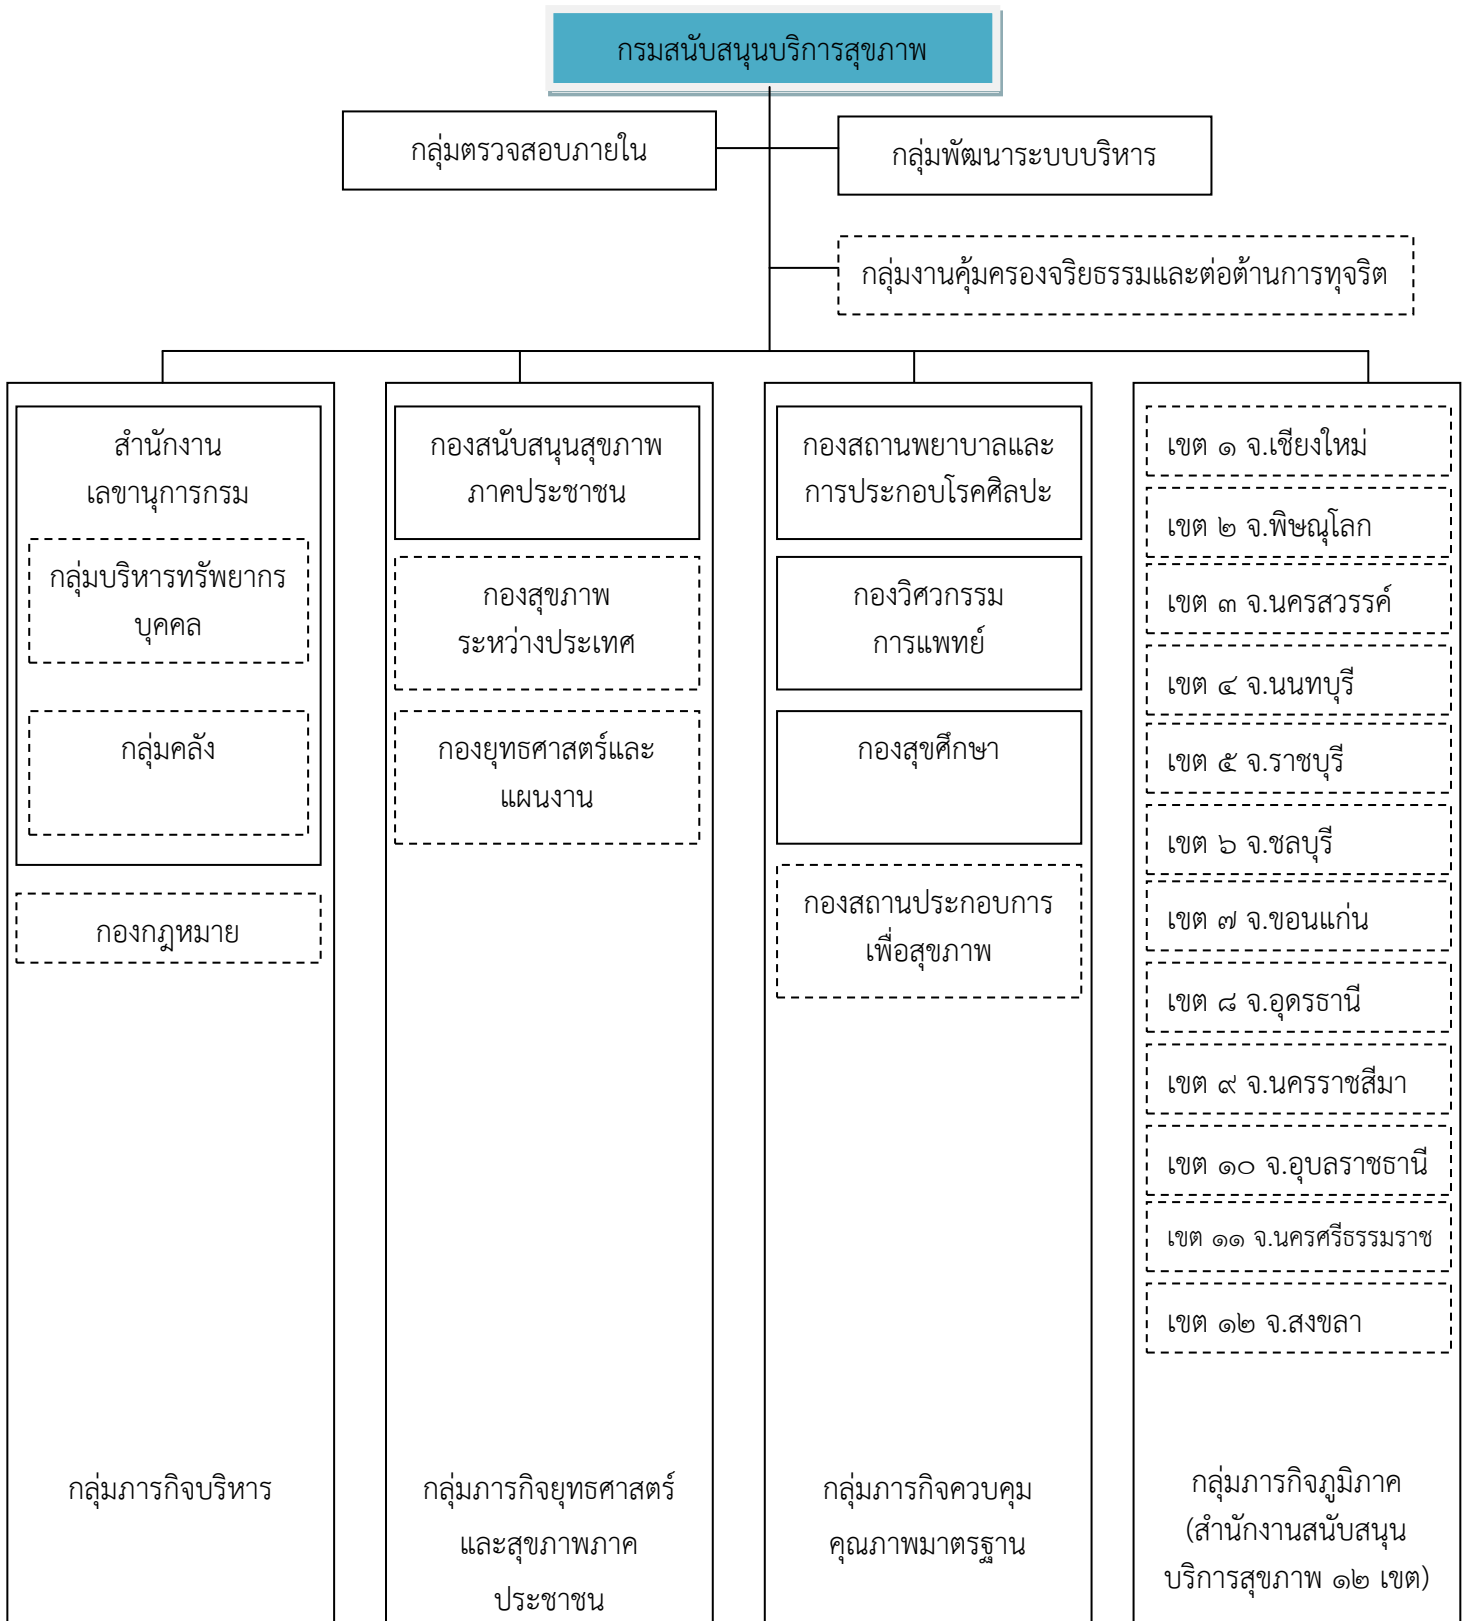 กรมสนับสนุนบริการสุขภาพ
กลุ่มตรวจสอบภายใน
กลุ่มพัฒนาระบบบริหาร
กลุ่มงานคุ้มครองจริยธรรมและต่อต้านการทุจริต
สำนักงาน
เลขานุการกรม
กลุ่มบริหารทรัพยากร
บุคคล
กลุ่มคลัง
กองกฎหมาย
กลุ่มภารกิจบริหาร
กองสนับสนุนสุขภาพ
ภาคประชาชน
กองสุขภาพ
ระหว่างประเทศ
กองยุทธศาสตร์และ
แผนงาน
กลุ่มภารกิจยุทธศาสตร์
และสุขภาพภาค
ประชาชน
กองสถานพยาบาลและ
การประกอบโรคศิลปะ
กองวิศวกรรม
การแพทย์
กองสุขศึกษา
กองสถานประกอบการ
เพื่อสุขภาพ
กลุ่มภารกิจควบคุม
คุณภาพมาตรฐาน
เขต ๑ จ.เชียงใหม่
เขต ๒ จ.พิษณุโลก
เขต ๓ จ.นครสวรรค์
เขต ๔ จ.นนทบุรี
เขต ๕ จ.ราชบุรี
เขต ๖ จ.ชลบุรี
เขต ๗ จ.ขอนแก่น
เขต ๘ จ.อุดรธานี
เขต ๙ จ.นครราชสีมา
เขต ๑๐ จ.อุบลราชธานี
เขต ๑๑ จ.นครศรีธรรมราช
เขต ๑๒ จ.สงขลา
กลุ่มภารกิจภูมิภาค
(สำนักงานสนับสนุน
บริการสุขภาพ ๑๒ เขต)